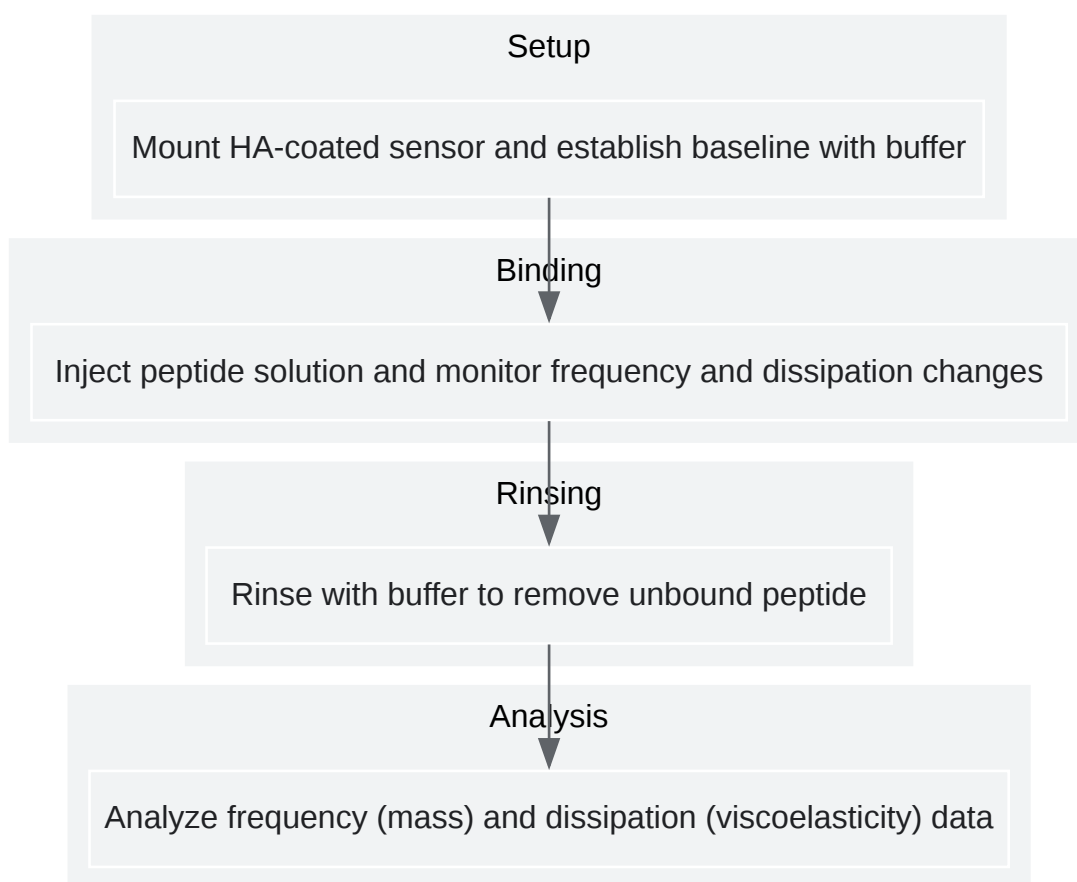 Setup
Mount HA-coated sensor and establish baseline with buffer
Binding
Inject peptide solution and monitor frequency and dissipation changes
Rinsing
Rinse with buffer to remove unbound peptide
Analysis
Analyze frequency (mass) and dissipation (viscoelasticity) data